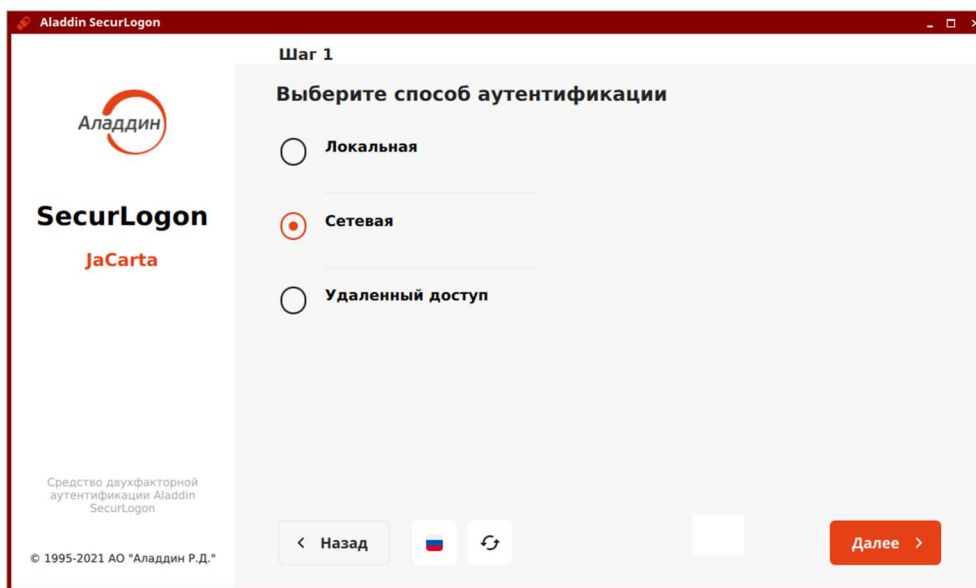 Aladdin SecurLogon
Шаг 1
Выберите способ аутентификации
Аладдин
Локальная
SecurLogon
Сетевая
JaCarta
Удаленный доступ
Средство двухфакторной
аутентификации Aladdin
SecurLogon
© 1995-2021 АО "Аладдин Р.Д."
Назад
Далее